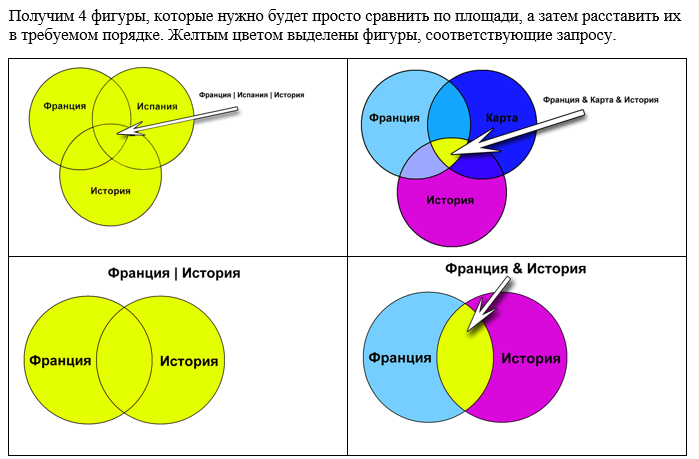 Получим 4 фигуры, которые нужно будет просто сравнить по площади, а затем расставить их
в требуемом порядке. Желтым цветом выделены фигуры, соответствующие запросу.
Франция | Испания | История
Франция
Испания
История
Франция & Карта & История
Франция
Карта
История
Франция | История
Франция
История
Франция & История
Франция
История